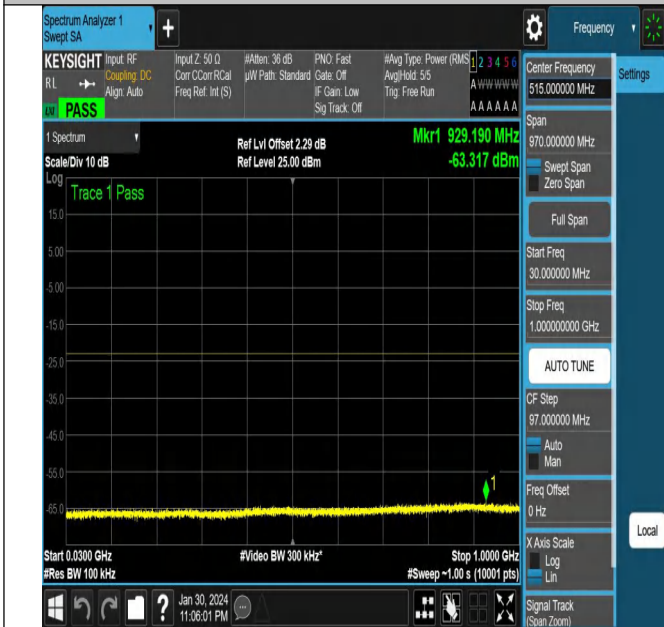 Spectrum Analyzer 1
Swept SA
+
Frequency
KEYSIGHT
RL
LXI
PASS
Input: RF
Coupling: DC
Align: Auto
Input Z: 50 Ω
Corr CCorr RCal
Freq Ref: Int (S)
#Atten: 36 dB
µW Path: Standard
PNO: Fast
Gate: Off
IF Gain: Low
Sig Track: Off
#Avg Type: Power (RMS
Avg|Hold: 5/5
Trig: Free Run
1 2 3 4 5 6
A W W W W W
A A A A A A
1 Spectrum
Scale/Div 10 dB
Ref Lvl Offset 2.29 dB
Ref Level 25.00 dBm
Mkr1 929.190 MHz
-63.317 dBm
Log
Trace 1 Pass
15.0
5.00
-5.00
-15.0
-25.0
-35.0
-45.0
-55.0
-65.0
1
Start 0.0300 GHz
#Res BW 100 kHz
#Video BW 300 kHz*
Stop 1.0000 GHz
#Sweep ~1.00 s (10001 pts)
Jan 30, 2024
11:06:01 PM
?
Center Frequency
515.000000 MHz
Settings
Span
970.000000 MHz
Swept Span
Zero Span
Full Span
Start Freq
30.000000 MHz
Stop Freq
1.000000000 GHz
AUTO TUNE
CF Step
97.000000 MHz
Auto
Man
Freq Offset
0 Hz
X Axis Scale
Log
Lin
Local
Signal Track
(Span Zoom)